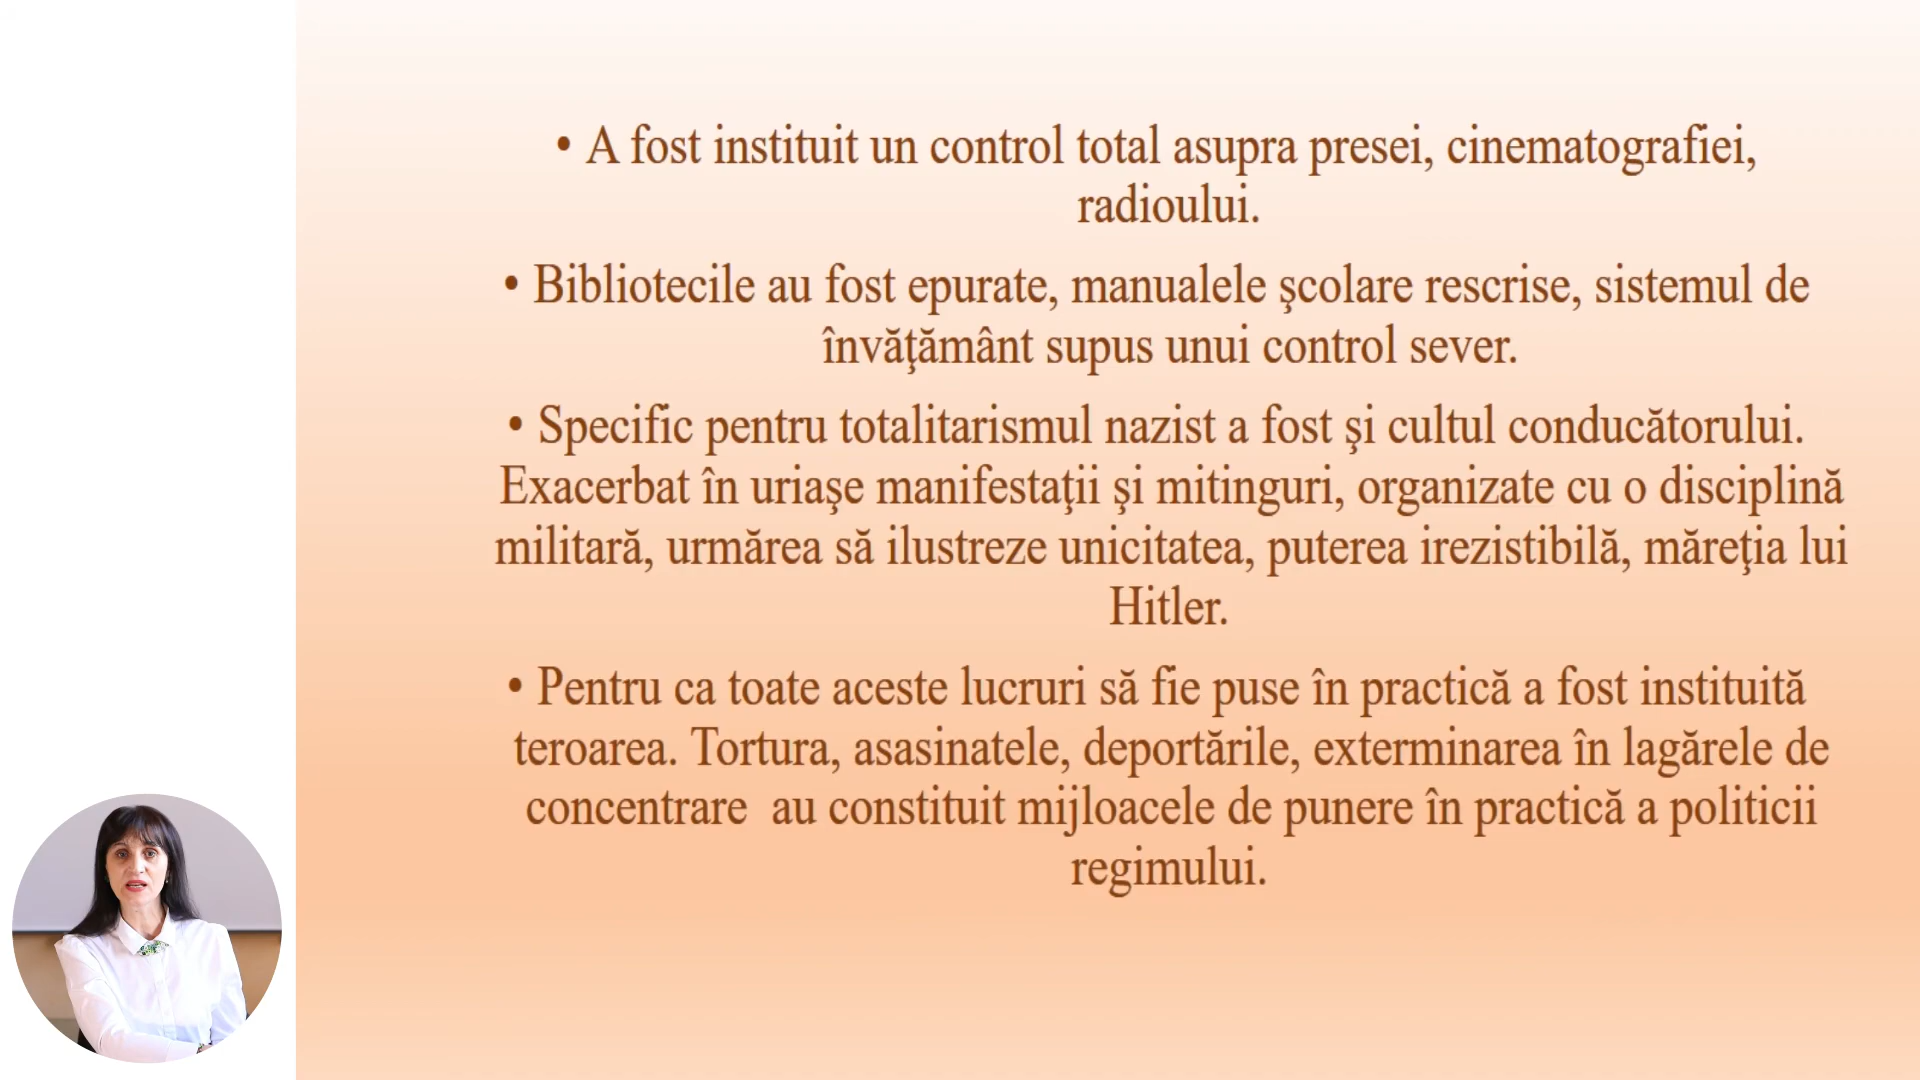 • A fost instituit un control total asupra presei, cinematografiei,
radioului.
• Bibliotecile au fost epurate, manualele şcolare rescrise, sistemul de
învăţământ supus unui control sever.
• Specific pentru totalitarismul nazist a fost şi cultul conducătorului.
Exacerbat în uriaşe manifestaţii şi mitinguri, organizate cu o disciplină
militară, urmărea să ilustreze unicitatea, puterea irezistibilă, măreţia lui
Hitler.
• Pentru ca toate aceste lucruri să fie puse în practică a fost instituită
teroarea. Tortura, asasinatele, deportările, exterminarea în lagărele de
concentrare  au constituit mijloacele de punere în practică a politicii
regimului.